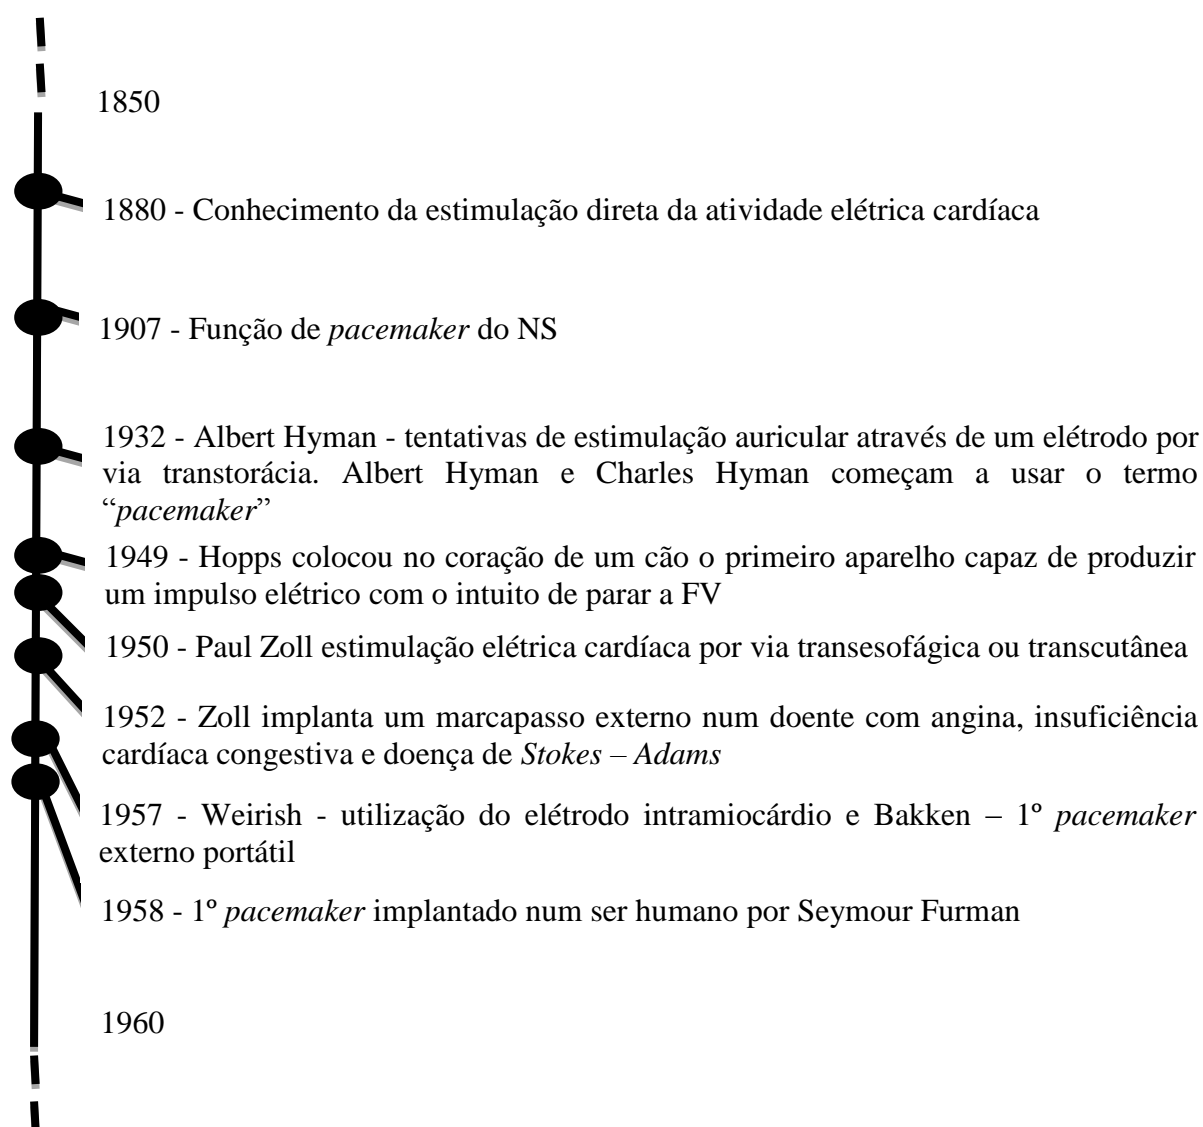 1850
1880 - Conhecimento da estimulação direta da atividade elétrica cardíaca
1907 - Função de pacemaker do NS
1932 - Albert Hyman - tentativas de estimulação auricular através de um elétrodo por
via transtorácia. Albert Hyman e Charles Hyman começam a usar o termo
“pacemaker”
1949 - Hopps colocou no coração de um cão o primeiro aparelho capaz de produzir
um impulso elétrico com o intuito de parar a FV
1950 - Paul Zoll estimulação elétrica cardíaca por via transesofágica ou transcutânea
1952 - Zoll implanta um marcapasso externo num doente com angina, insuficiência
cardíaca congestiva e doença de Stokes – Adams
1957 - Weirish - utilização do elétrodo intramiocárdio e Bakken – 1º pacemaker
externo portátil
1958 - 1º pacemaker implantado num ser humano por Seymour Furman
1960